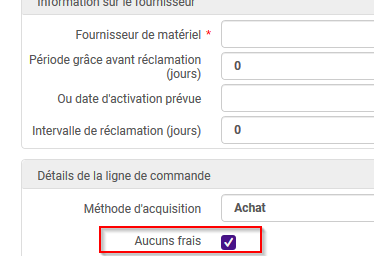 Information sur le fournisseur
Fournisseur de matériel *
Période grâce avant réclamation (jours)
0
Ou date d'activation prévue
Intervalle de réclamation (jours)
0
Détails de la ligne de commande
Méthode d'acquisition
Achat
Aucuns frais